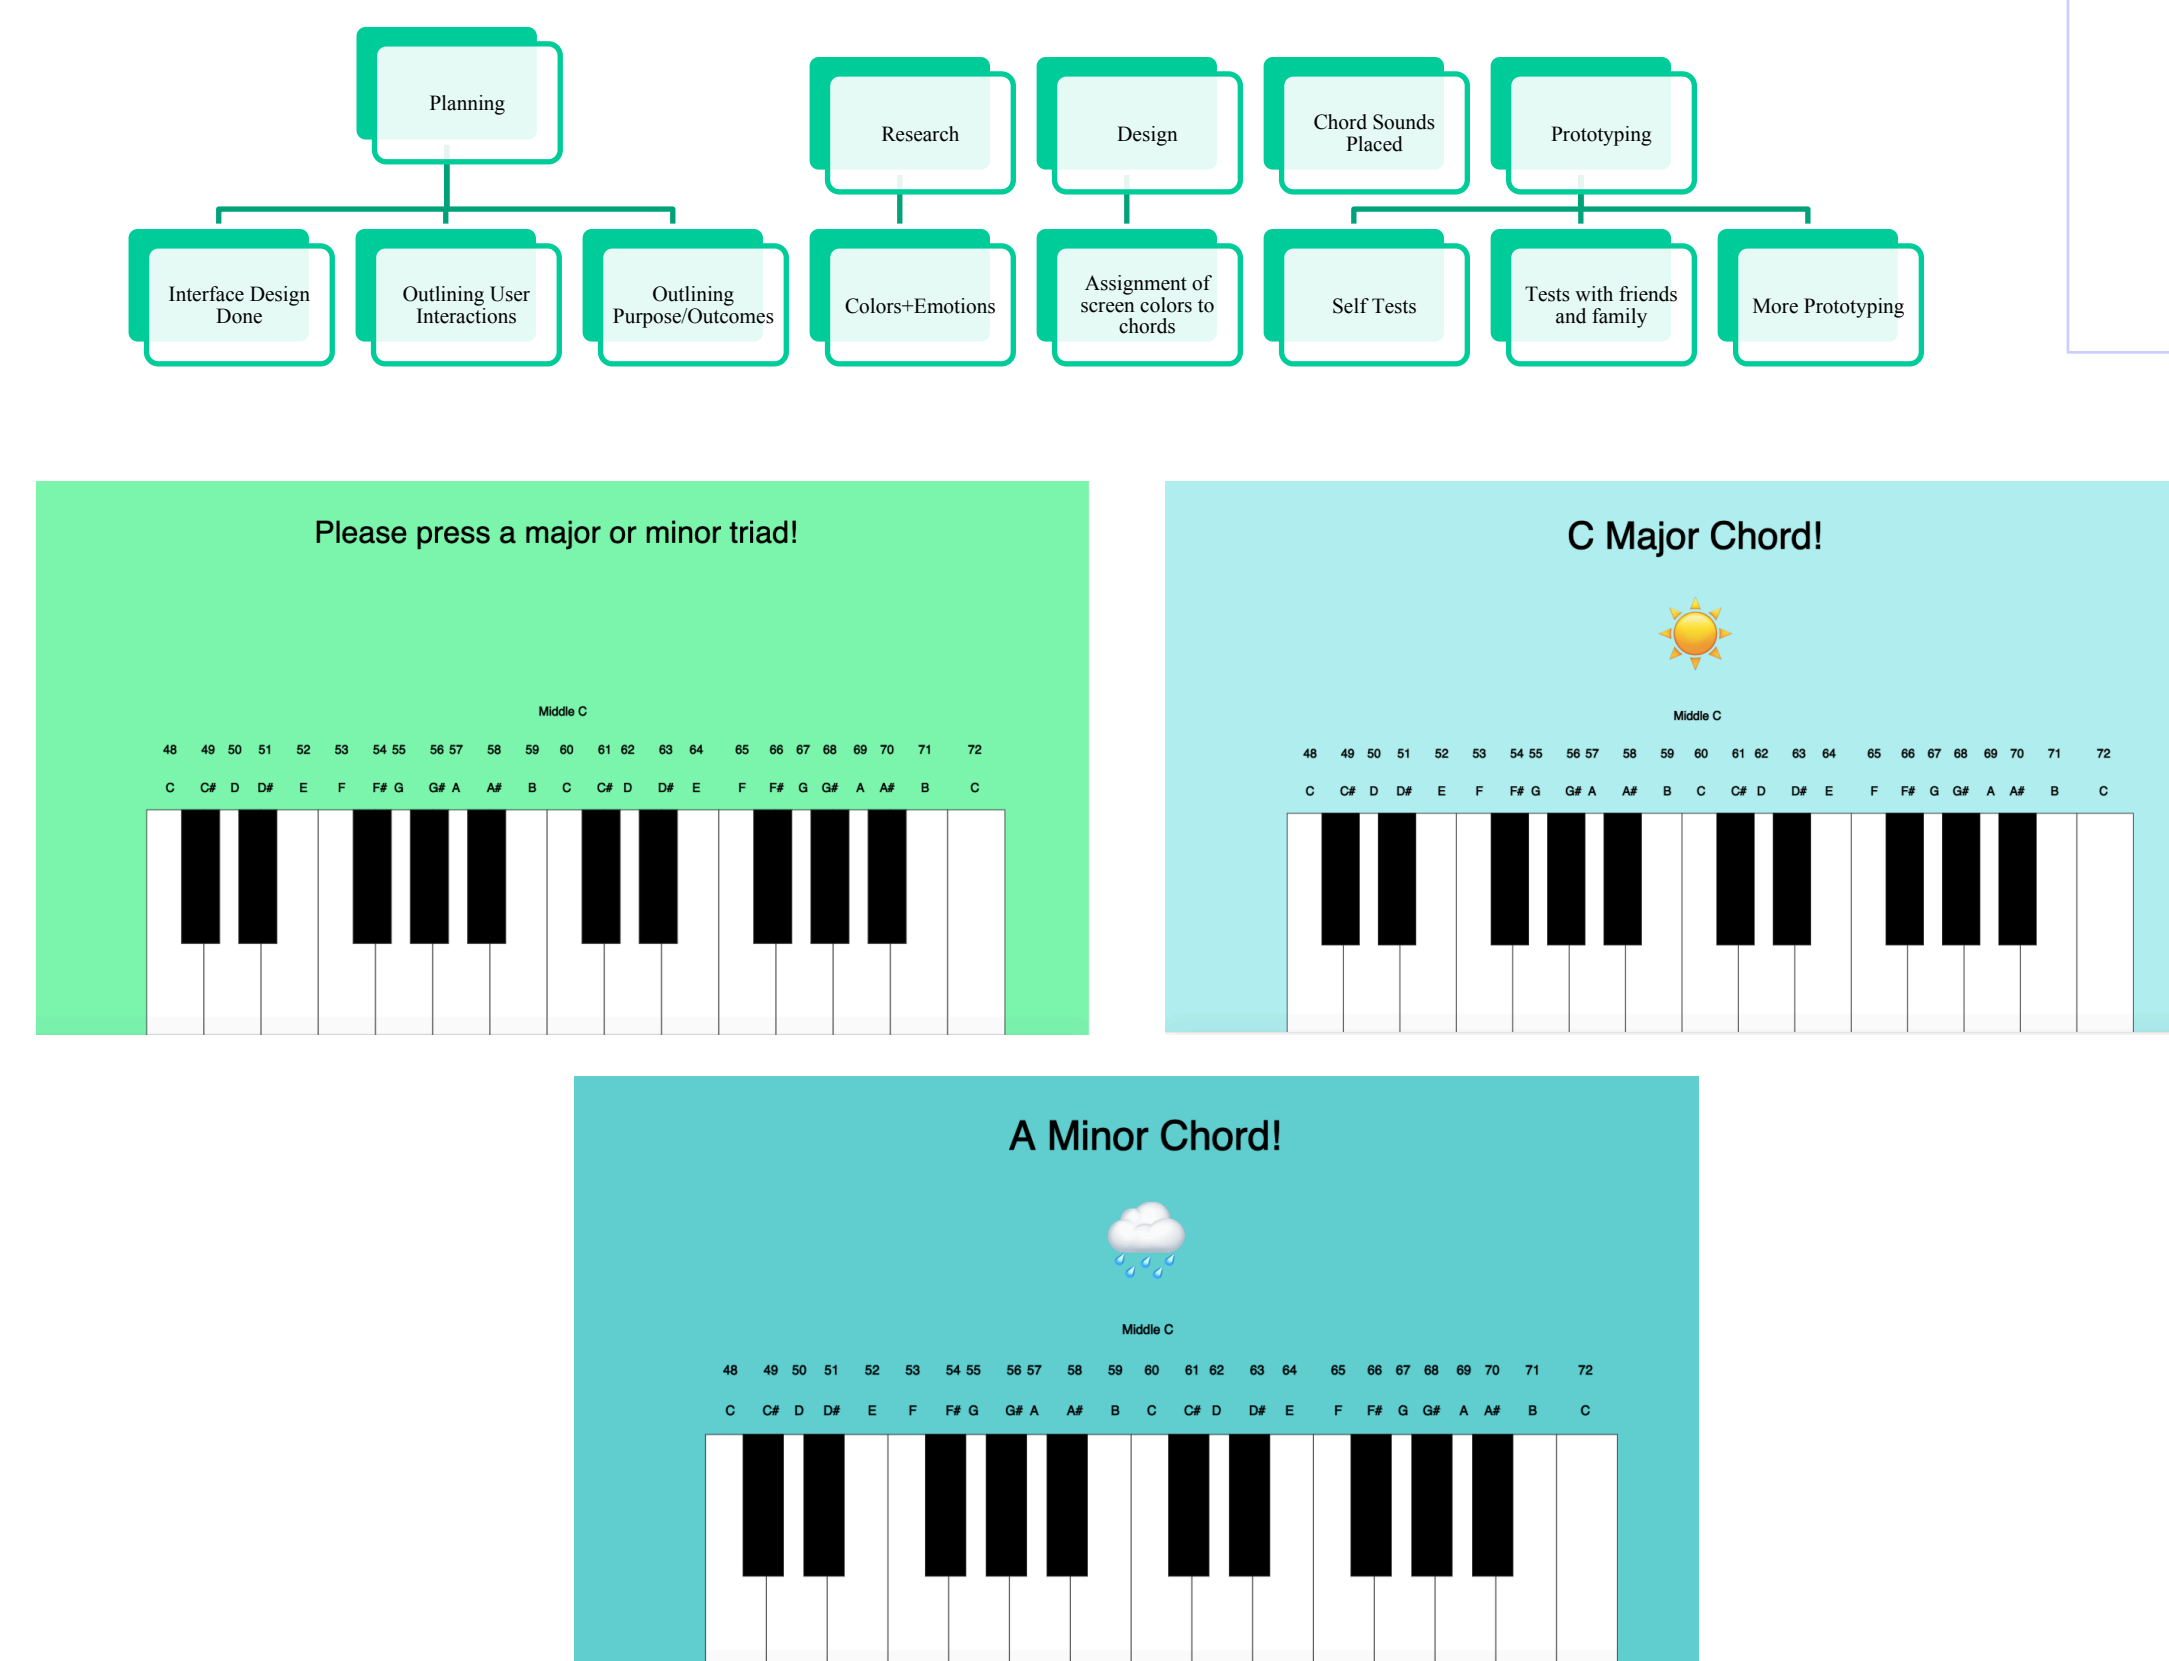 Planning
Research
Design
Chord Sounds
Placed
Prototyping
Interface Design
Done
Outlining User
Interactions
Outlining
Purpose/Outcomes
Colors+Emotions
Assignment of
screen colors to
chords
Self Tests
Tests with friends
and family
More Prototyping
Please press a major or minor triad!
Middle C
48 49 50 51 52 53 54 55 56 57 58 59 60 61 62 63 64 65 66 67 68 69 70 71 72
C C# D D# E F F# G G# A A# B C C# D D# E F F# G G# A A# B C
C Major Chord!
Middle C
48 49 50 51 52 53 54 55 56 57 58 59 60 61 62 63 64 65 66 67 68 69 70 71 72
C C# D D# E F F# G G# A A# B C C# D D# E F F# G G# A A# B C
A Minor Chord!
Middle C
48 49 50 51 52 53 54 55 56 57 58 59 60 61 62 63 64 65 66 67 68 69 70 71 72
C C# D D# E F F# G G# A A# B C C# D D# E F F# G G# A A# B C